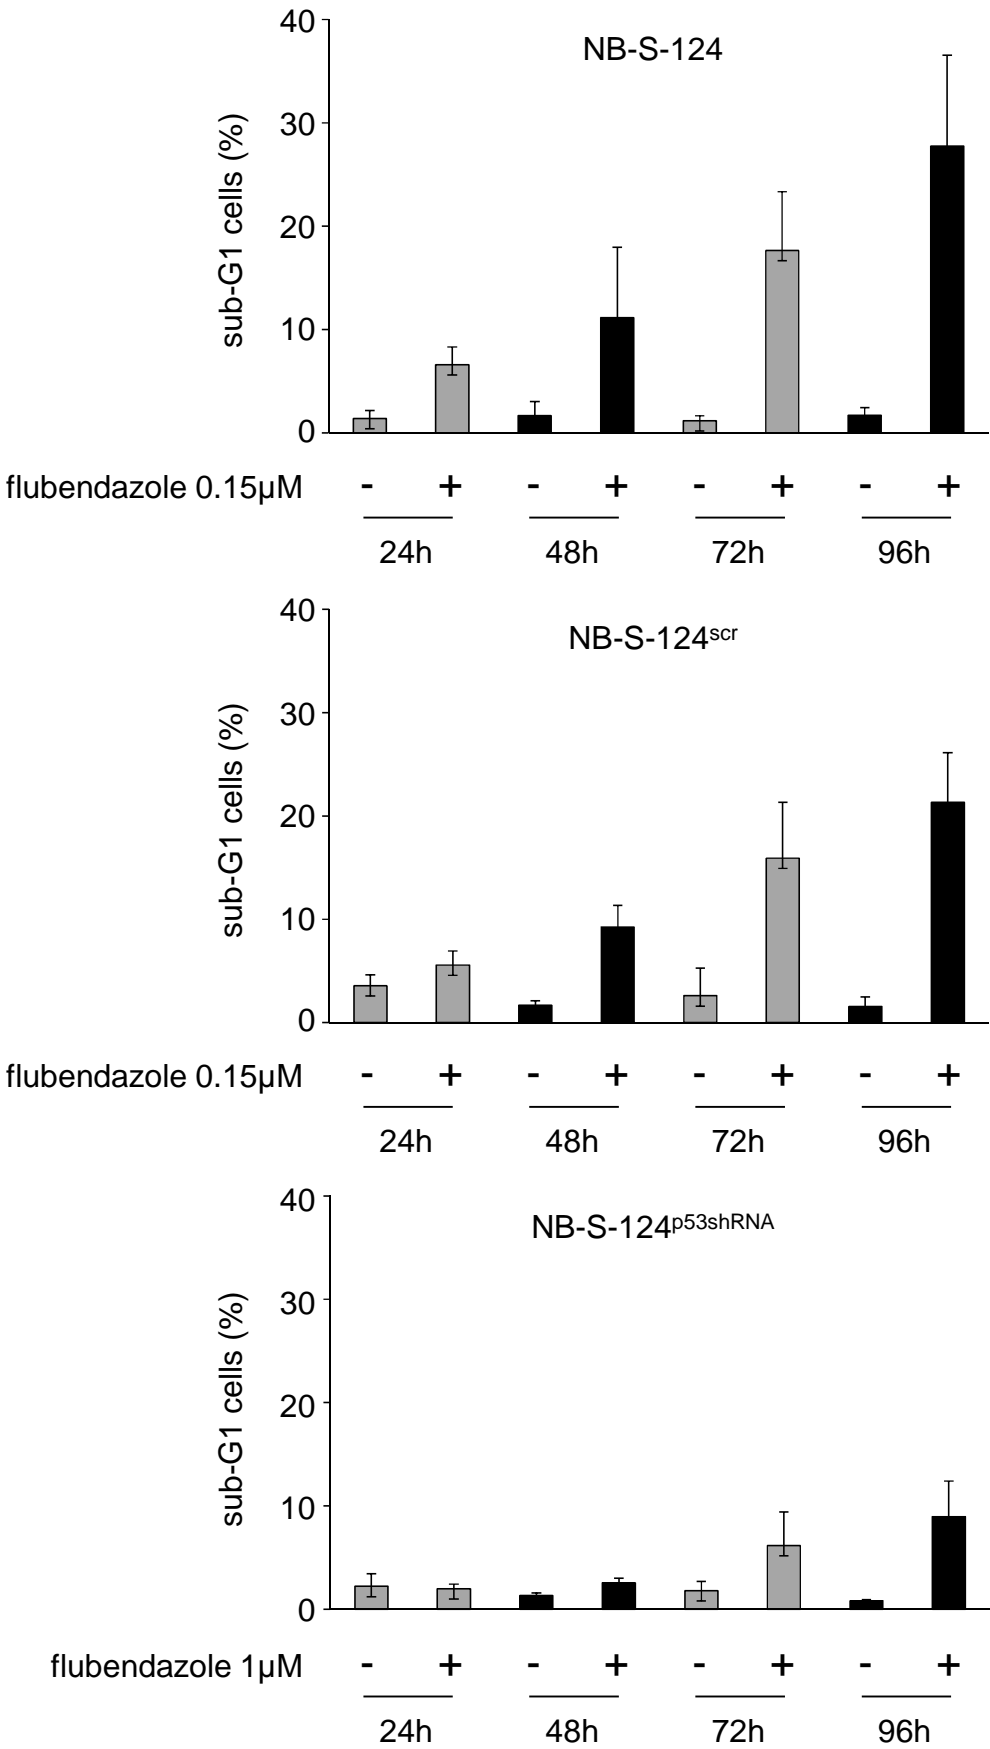 NB-S-124
sub-G1 cells (%)
40
30
20
10
0
flubendazole 0.15µM - + - + - + - +
24h 48h 72h 96h
NB-S-124scr
sub-G1 cells (%)
40
30
20
10
0
flubendazole 0.15µM - + - + - + - +
24h 48h 72h 96h
NB-S-124p53shRNA
sub-G1 cells (%)
40
30
20
10
0
flubendazole 1µM - + - + - + - +
24h 48h 72h 96h